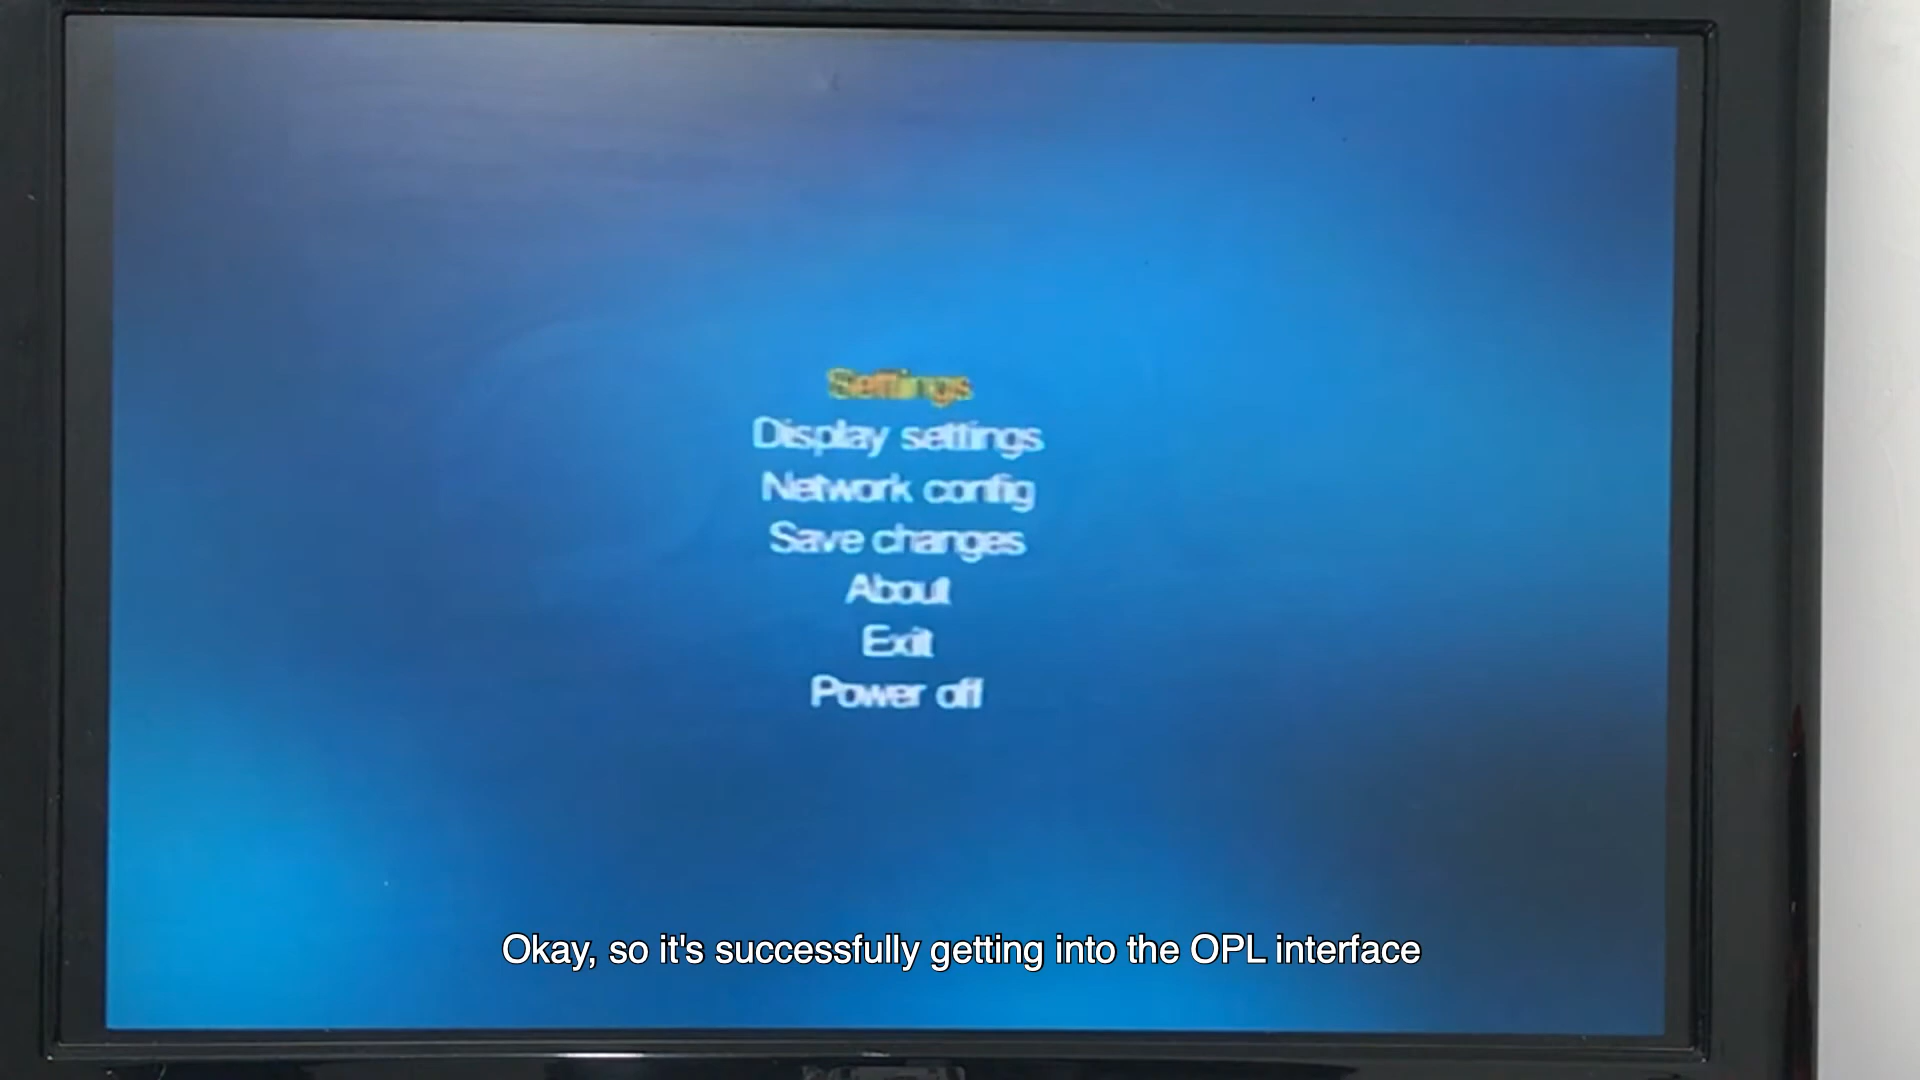 Settings
Display settings
Network config
Save changes
About
Exit
Power off
Okay, so it's successfully getting into the OPL interface